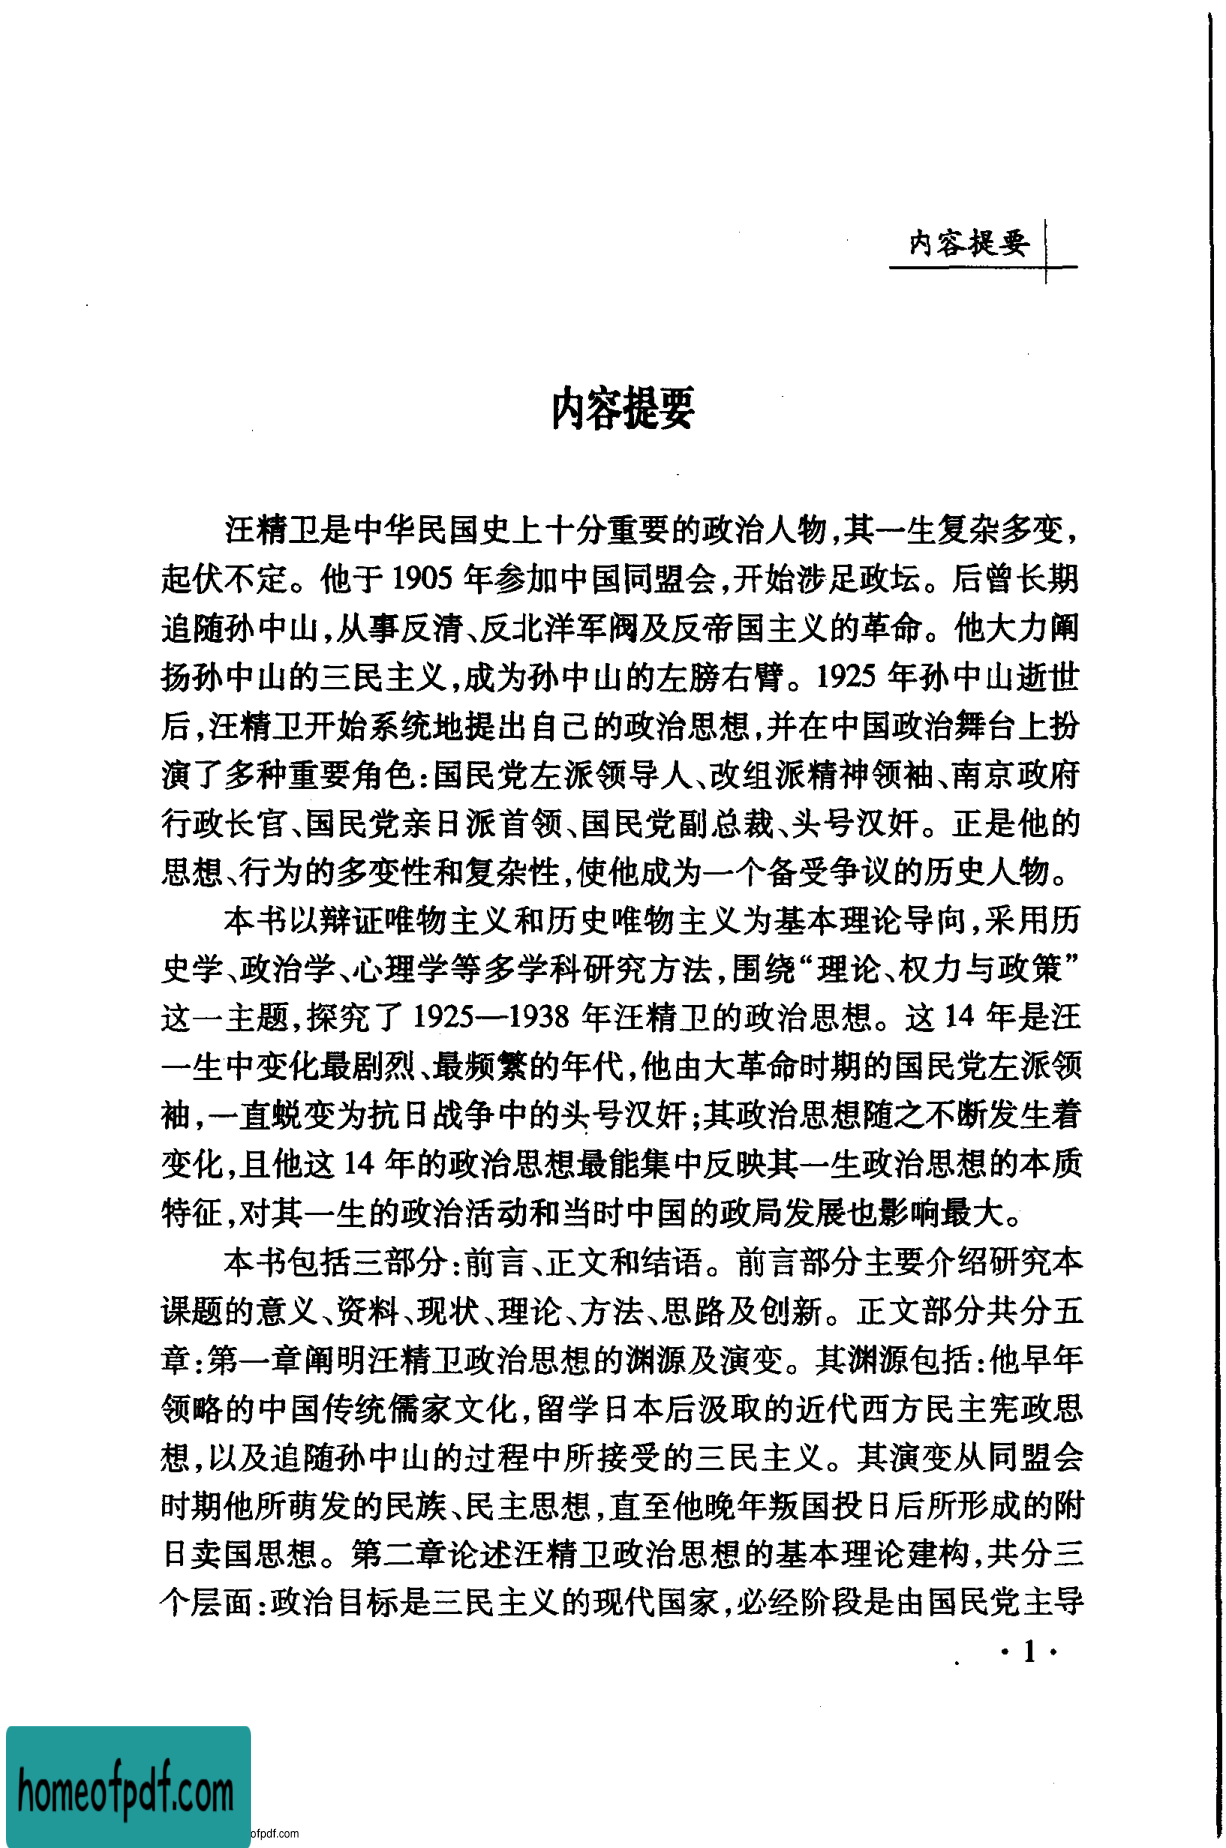 内容提要
内容提要
汪精卫是中华民国史上十分重要的政治人物,其一生复杂多变,
起伏不定。他于 1905 年参加中国同盟会,开始涉足政坛。后曾长期
追随孙中山,从事反清、反北洋军阀及反帝国主义的革命。他大力阐
扬孙中山的三民主义,成为孙中山的左膀右臂。1925 年孙中山逝世
后,汪精卫开始系统地提出自己的政治思想,并在中国政治舞台上扮
演了多种重要角色:国民党左派领导人、改组派精神领袖、南京政府
行政长官、国民党亲日派首领、国民党副总裁、头号汉奸。正是他的
思想、行为的多变性和复杂性,使他成为一个备受争议的历史人物。
本书以辩证唯物主义和历史唯物主义为基本理论导向,采用历
史学、政治学、心理学等多学科研究方法,围绕“理论、权力与政策”
这一主题,探究了 1925—1938 年汪精卫的政治思想。这 14 年是汪
一生中变化最剧烈、最频繁的年代,他由大革命时期的国民党左派领
袖,一直蜕变为抗日战争中的头号汉奸;其政治思想随之不断发生着
变化,且他这 14 年的政治思想最能集中反映其一生政治思想的本质
特征,对其一生的政治活动和当时中国的政局发展也影响最大。
本书包括三部分:前言、正文和结语。前言部分主要介绍研究本
课题的意义、资料、现状、理论、方法、思路及创新。正文部分共分五
章:第一章阐明汪精卫政治思想的渊源及演变。其渊源包括:他早年
领略的中国传统儒家文化,留学日本后汲取的近代西方民主宪政思
想,以及追随孙中山的过程中所接受的三民主义。其演变从同盟会
时期他所萌发的民族、民主思想,直至他晚年叛国投日后所形成的附
日卖国思想。第二章论述汪精卫政治思想的基本理论建构,共分三
个层面:政治目标是三民主义的现代国家,必经阶段是由国民党主导
· 1 ·
homeofpdf.com
ofpdf.com